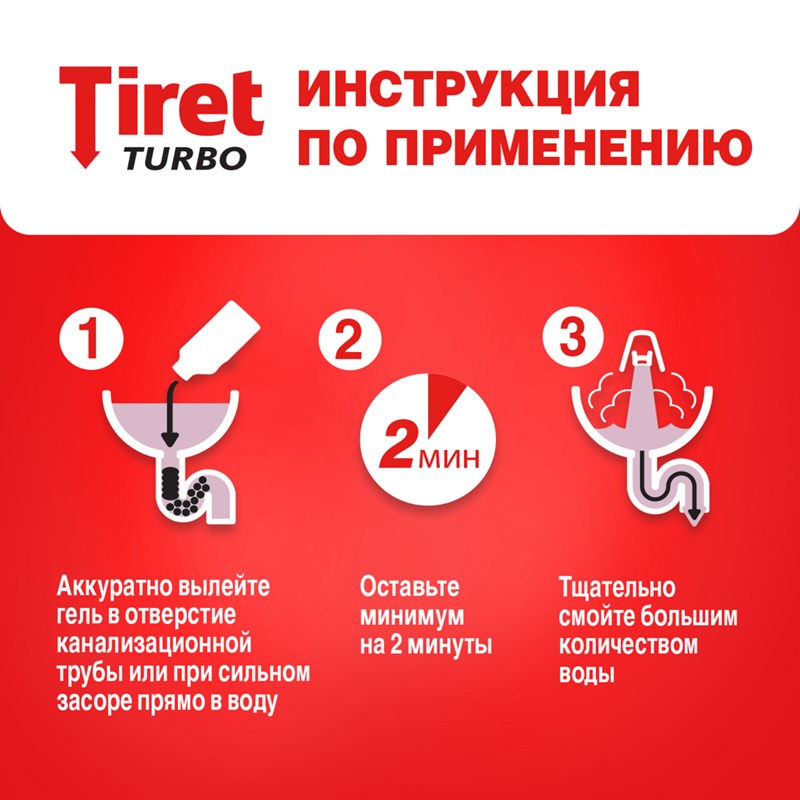 Tiret
TURBO
ИНСТРУКЦИЯ
ПО ПРИМЕНЕНИЮ
1
Аккуратно вылейте
гель в отверстие
канализационной
трубы или при сильном
засоре прямо в воду
2
2 МИН
Оставьте
минимум
на 2 минуты
3
Тщательно
смойте большим
количеством
воды